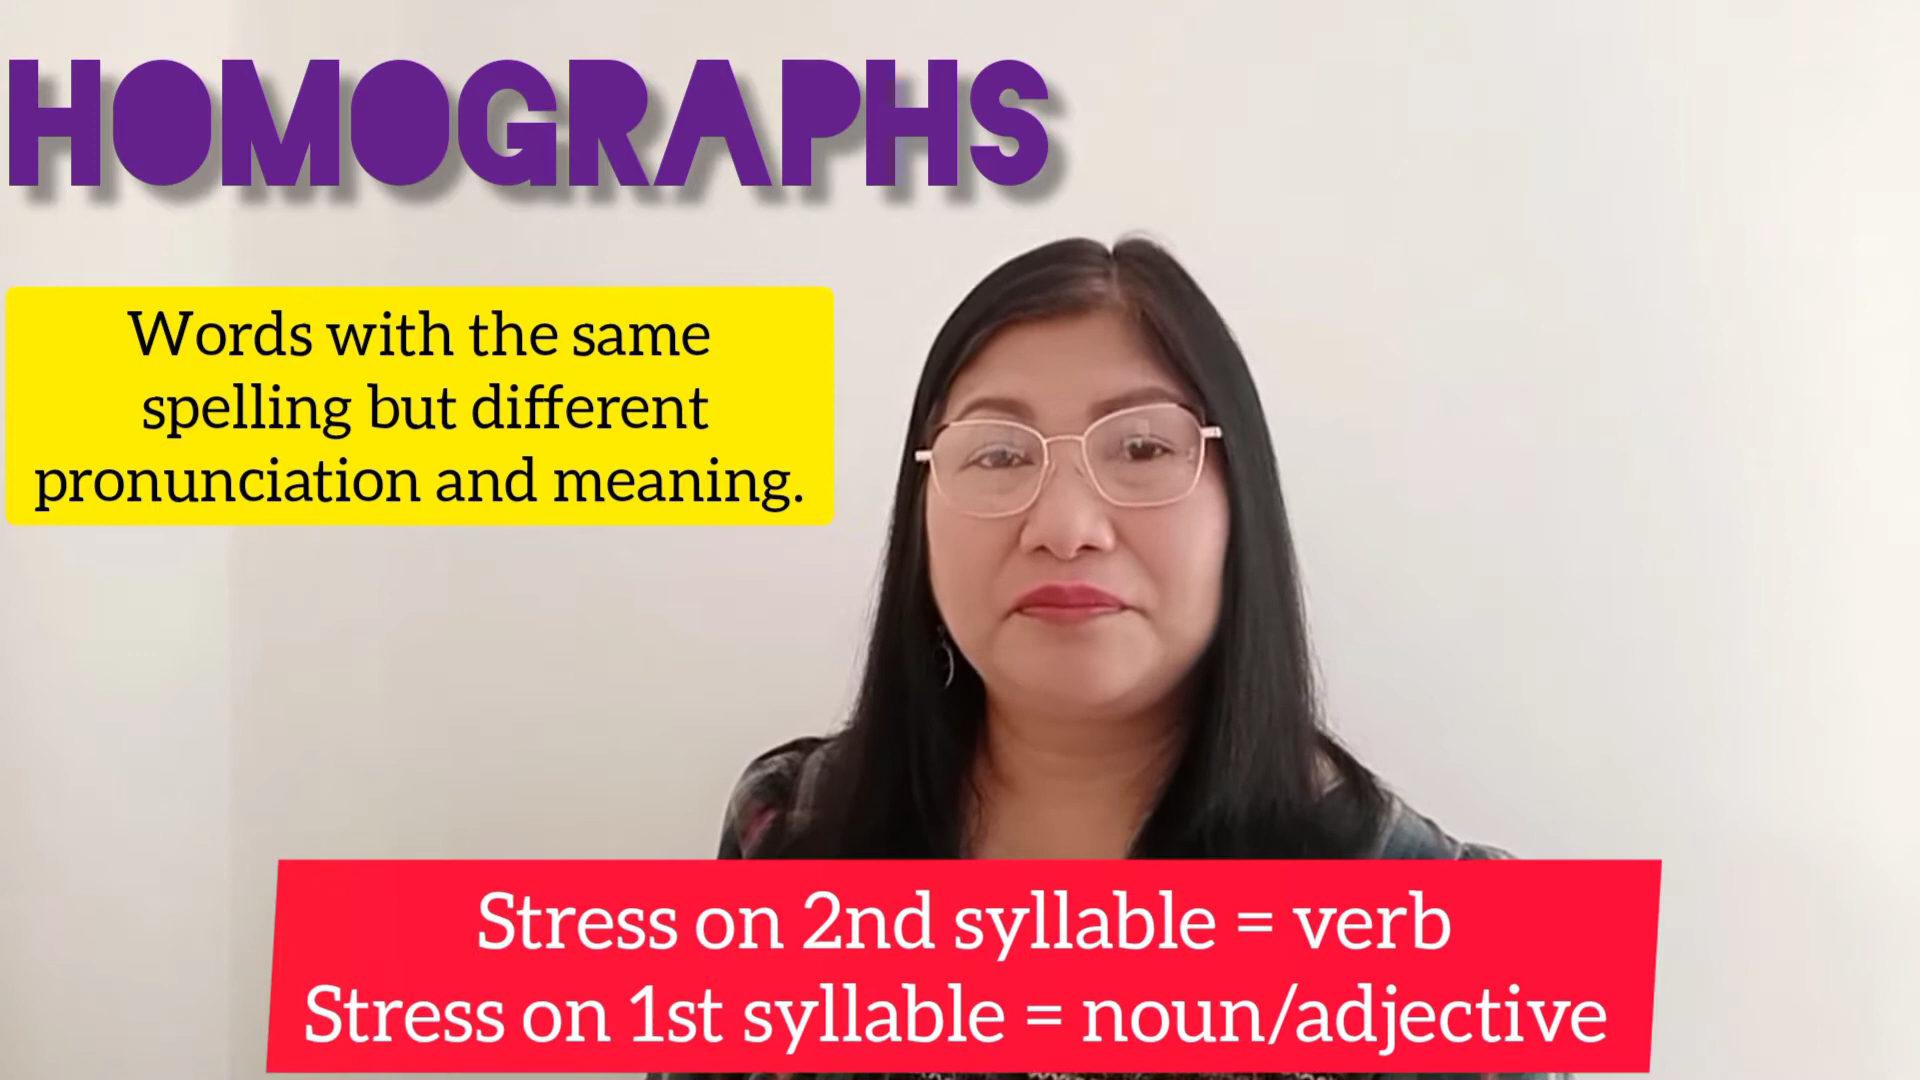 HOMOGRAPHS
Words with the same
spelling but different
pronunciation and meaning.
Stress on 2nd syllable = verb
Stress on 1st syllable = noun/adjective